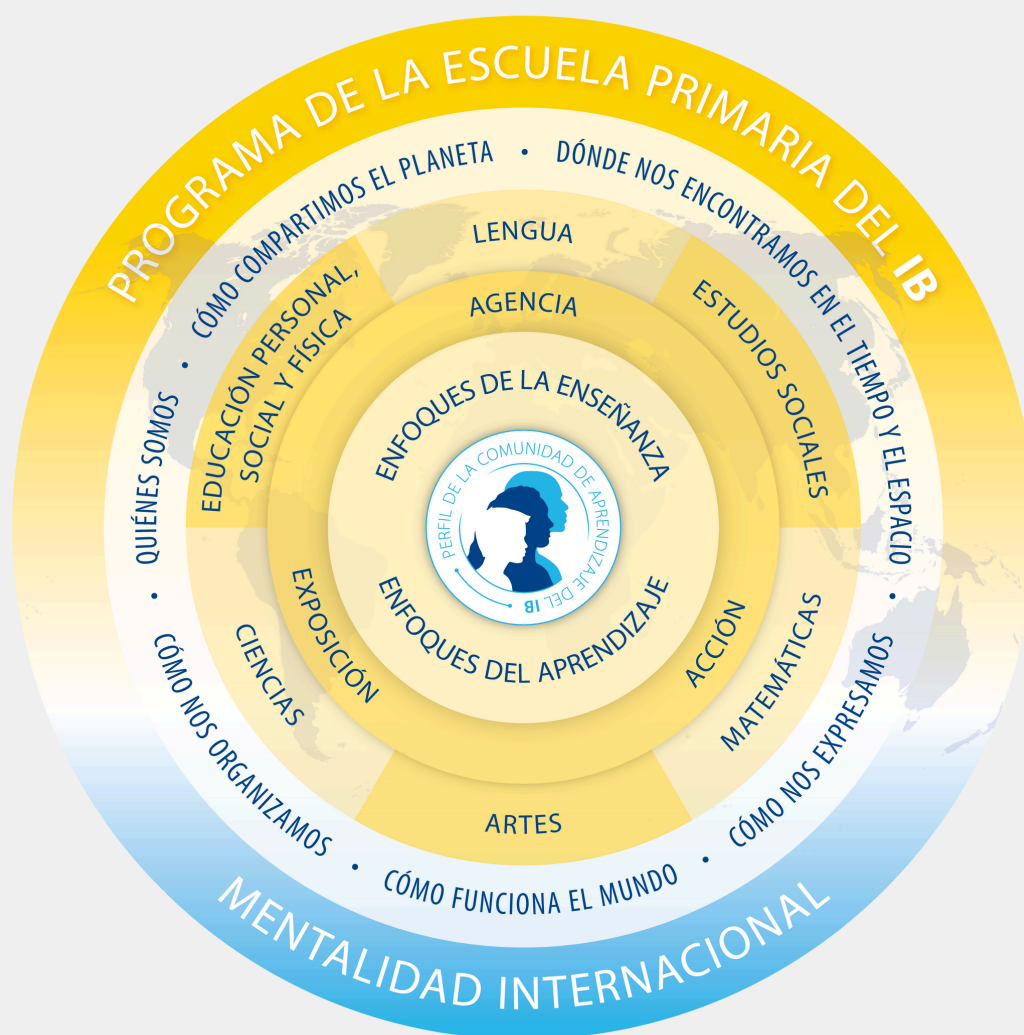 PROGRAMA DE LA ESCUELA PRIMARIA DEL IB
CÓMO COMPARTIMOS EL PLANETA
•
DÓNDE NOS ENCONTRAMOS EN EL TIEMPO Y EL ESPACIO
•
CÓMO NOS EXPRESAMOS
•
CÓMO FUNCIONA EL MUNDO
•
CÓMO NOS ORGANIZAMOS
•
QUIÉNES SOMOS
•
LENGUA
ESTUDIOS SOCIALES
MATEMÁTICAS
ARTES
CIENCIAS
EDUCACIÓN PERSONAL,
SOCIAL Y FÍSICA
AGENCIA
ACCIÓN
EXPOSICIÓN
ENFOQUES DE LA ENSEÑANZA
ENFOQUES DEL APRENDIZAJE
PERFIL DE LA COMUNIDAD DE APRENDIZAJE DEL IB
MENTALIDAD INTERNACIONAL